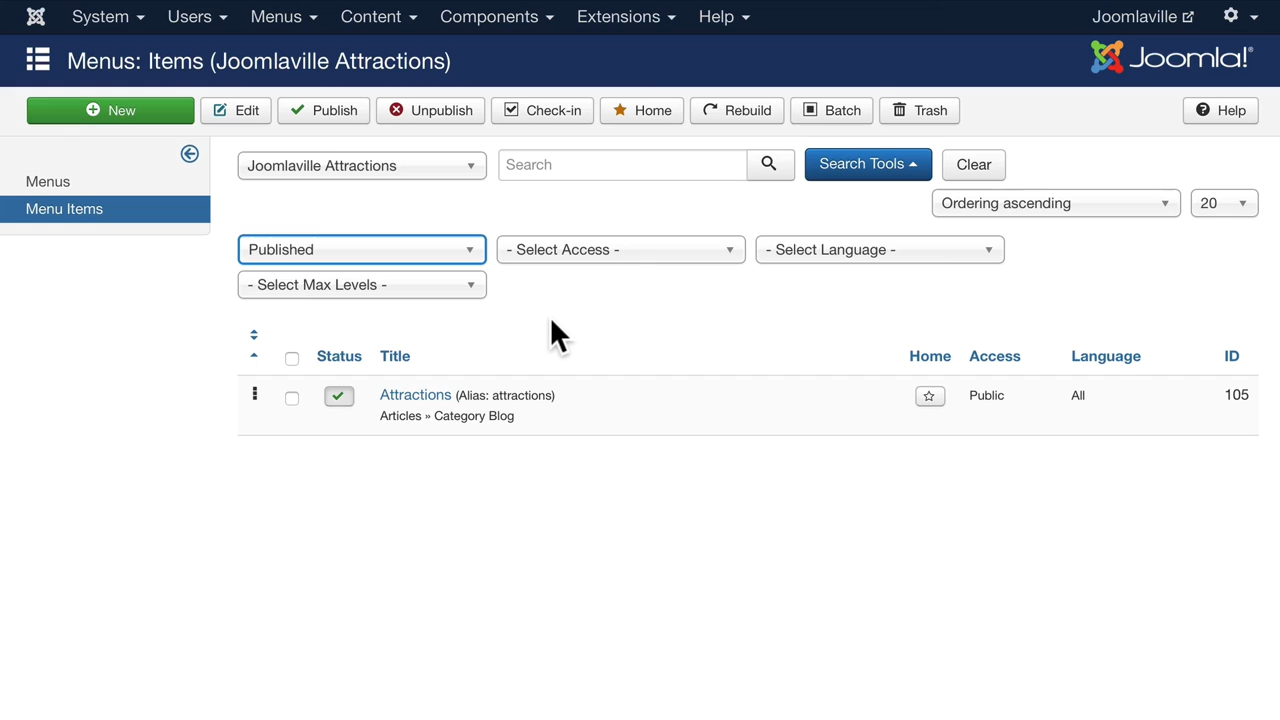 System Users Menus Content Components Extensions Help Joomlaville
Menus: Items (Joomlaville Attractions) Joomla!®
New Edit Publish Unpublish Check-in Home Rebuild Batch Trash Help
Joomlaville Attractions Search Search Tools Clear
Menus
Ordering ascending 20
Menu Items
Published - Select Access - - Select Language -
- Select Max Levels -
Status Title Home Access Language ID
Attractions (Alias: attractions) Public All 105
Articles » Category Blog